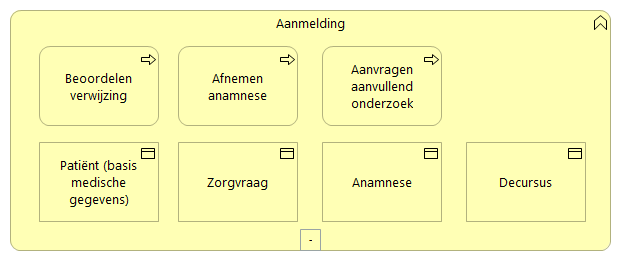 Aanmelding
Beoordelen
verwijzing
Afnemen
anamnese
Aanvragen
aanvullend
onderzoek
Patiënt (basis
medische
gegevens)
Zorgvraag
Anamnese
Decursus
-